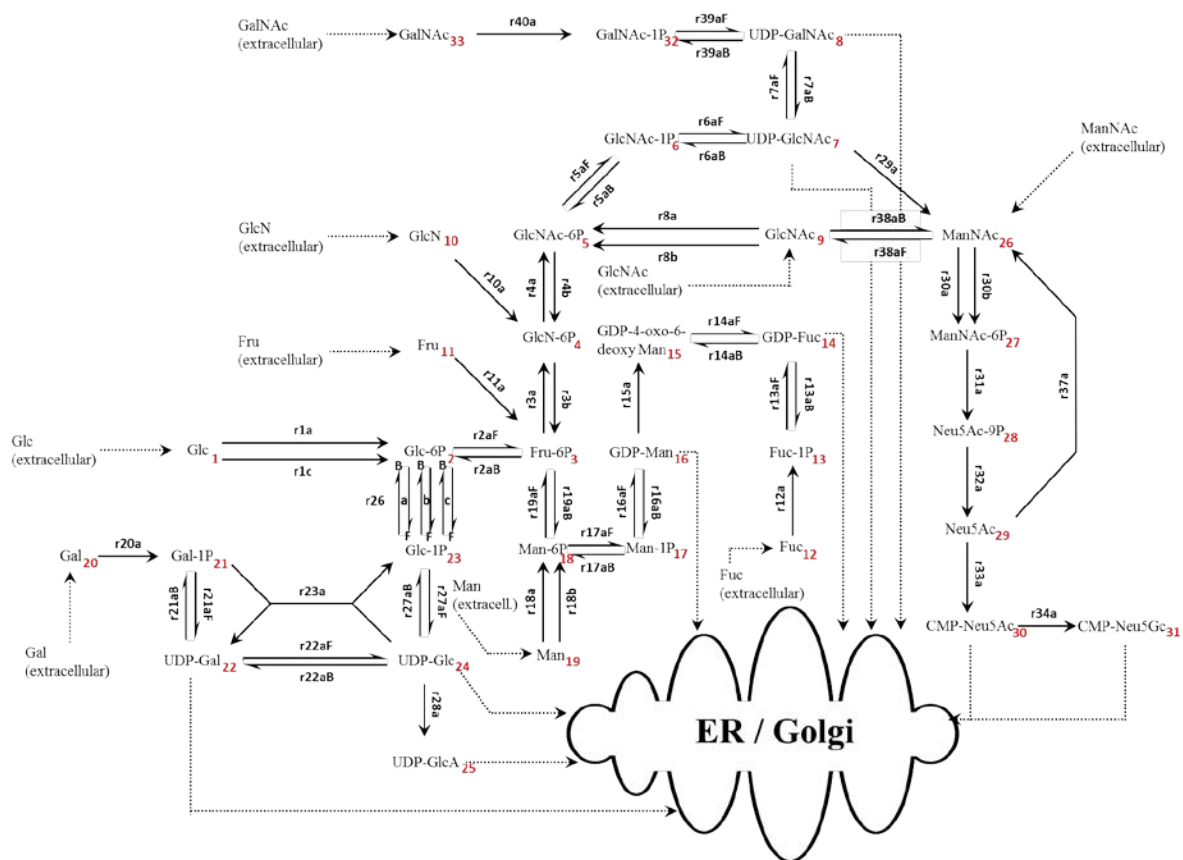 GalNAc
(extracellular)
GalNAc33
r40a
GalNAc-1P32
r39aF
r39aB
UDP-GalNAc8
r7aF
r7aB
GlcNAc-1P6
r6aF
r6aB
UDP-GlcNAc7
ManNAc
(extracellular)
r5aF
r5aB
r29a
GlcN
(extracellular)
GlcN10
GlcNAc-6P5
r8a
r8b
GlcNAc9
r38aB
r38aF
ManNAc26
GlcNAc
(extracellular)
r10a
r4a
r4b
r30a
r30b
Fru
(extracellular)
Fru11
GlcN-6P4
GDP-4-oxo-6-
deoxyMan15
r14aF
r14aB
GDP-Fuc14
ManNAc-6P27
r11a
r3a
r3b
r15a
r13aF
r13aB
r31a
r37a
Glc
(extracellular)
Glc1
r1a
r1c
Glc-6P2
r2aF
r2aB
Fru-6P3
GDP-Man16
Fuc-1P13
Neu5Ac-9P28
B B B
r26
a b c
F F F
r19aF
r19aB
r16aF
r16aB
r12a
r32a
Gal20
r20a
Gal-1P21
Glc-1P23
Man-6P18
r17aF
r17aB
Man-1P17
Fuc12
Neu5Ac29
r21aB
r21aF
r23a
r27aB
r27aF
Man
(extracell.)
r18a
r18b
Fuc
(extracellular)
r33a
Gal
(extracellular)
UDP-Gal22
r22aF
r22aB
UDP-Glc24
Man19
CMP-Neu5Ac30
r34a
CMP-Neu5Gc31
r28a
UDP-GlcA25
ER / Golgi